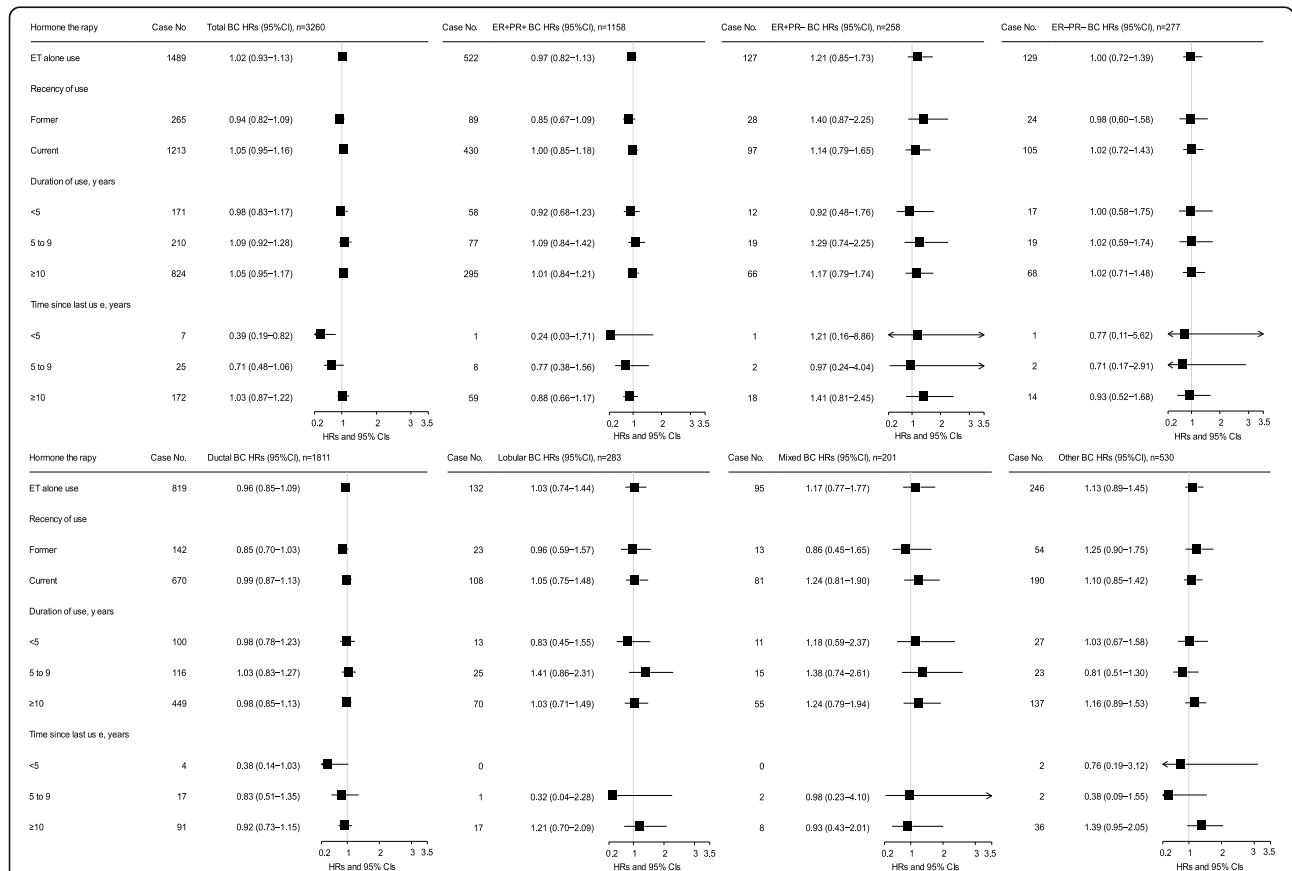 Hormone the rapy Case No Total BC HRs (95%CI), n=3260 Case No. ER+PR+ BC HRs (95%CI), n=1158 Case No. ER+PR− BC HRs (95%CI), n=258 Case No. ER−PR− BC HRs (95%CI), n=277
ET alone use 1489 1.02 (0.93−1.13) 522 0.97 (0.82−1.13) 127 1.21 (0.85−1.73) 129 1.00 (0.72−1.39)
Recency of use
Former 265 0.94 (0.82−1.09) 89 0.85 (0.67−1.09) 28 1.40 (0.87−2.25) 24 0.98 (0.60−1.58)
Current 1213 1.05 (0.95−1.16) 430 1.00 (0.85−1.18) 97 1.14 (0.79−1.65) 105 1.02 (0.72−1.43)
Duration of use, y ears
<5 171 0.98 (0.83−1.17) 58 0.92 (0.68−1.23) 12 0.92 (0.48−1.76) 17 1.00 (0.58−1.75)
5 to 9 210 1.09 (0.92−1.28) 77 1.09 (0.84−1.42) 19 1.29 (0.74−2.25) 19 1.02 (0.59−1.74)
≥10 824 1.05 (0.95−1.17) 295 1.01 (0.84−1.21) 66 1.17 (0.79−1.74) 68 1.02 (0.71−1.48)
Time since last us e, years
<5 7 0.39 (0.19−0.82) 1 0.24 (0.03−1.71) 1 1.21 (0.16−8.86) 1 0.77 (0.11−5.62)
5 to 9 25 0.71 (0.48−1.06) 8 0.77 (0.38−1.56) 2 0.97 (0.24−4.04) 2 0.71 (0.17−2.91)
≥10 172 1.03 (0.87−1.22) 59 0.88 (0.66−1.17) 18 1.41 (0.81−2.45) 14 0.93 (0.52−1.68)
0.2 1 2 3 3.5 0.2 1 2 3 3.5 0.2 1 2 3 3.5 0.2 1 2 3 3.5
HRs and 95% CIs HRs and 95% CIs HRs and 95% CIs HRs and 95% CIs
Hormone the rapy Case No. Ductal BC HRs (95%CI), n=1811 Case No. Lobular BC HRs (95%CI), n=283 Case No. Mixed BC HRs (95%CI), n=201 Case No. Other BC HRs (95%CI), n=530
ET alone use 819 0.96 (0.85−1.09) 132 1.03 (0.74−1.44) 95 1.17 (0.77−1.77) 246 1.13 (0.89−1.45)
Recency of use
Former 142 0.85 (0.70−1.03) 23 0.96 (0.59−1.57) 13 0.86 (0.45−1.65) 54 1.25 (0.90−1.75)
Current 670 0.99 (0.87−1.13) 108 1.05 (0.75−1.48) 81 1.24 (0.81−1.90) 190 1.10 (0.85−1.42)
Duration of use, y ears
<5 100 0.98 (0.78−1.23) 13 0.83 (0.45−1.55) 11 1.18 (0.59−2.37) 27 1.03 (0.67−1.58)
5 to 9 116 1.03 (0.83−1.27) 25 1.41 (0.86−2.31) 15 1.38 (0.74−2.61) 23 0.81 (0.51−1.30)
≥10 449 0.98 (0.85−1.13) 70 1.03 (0.71−1.49) 55 1.24 (0.79−1.94) 137 1.16 (0.89−1.53)
Time since last us e, years
<5 4 0.38 (0.14−1.03) 0 0 2 0.76 (0.19−3.12)
5 to 9 17 0.83 (0.51−1.35) 1 0.32 (0.04−2.28) 2 0.98 (0.23−4.10) 2 0.38 (0.09−1.55)
≥10 91 0.92 (0.73−1.15) 17 1.21 (0.70−2.09) 8 0.93 (0.43−2.01) 36 1.39 (0.95−2.05)
0.2 1 2 3 3.5 0.2 1 2 3 3.5 0.2 1 2 3 3.5 0.2 1 2 3 3.5
HRs and 95% CIs HRs and 95% CIs HRs and 95% CIs HRs and 95% CIs